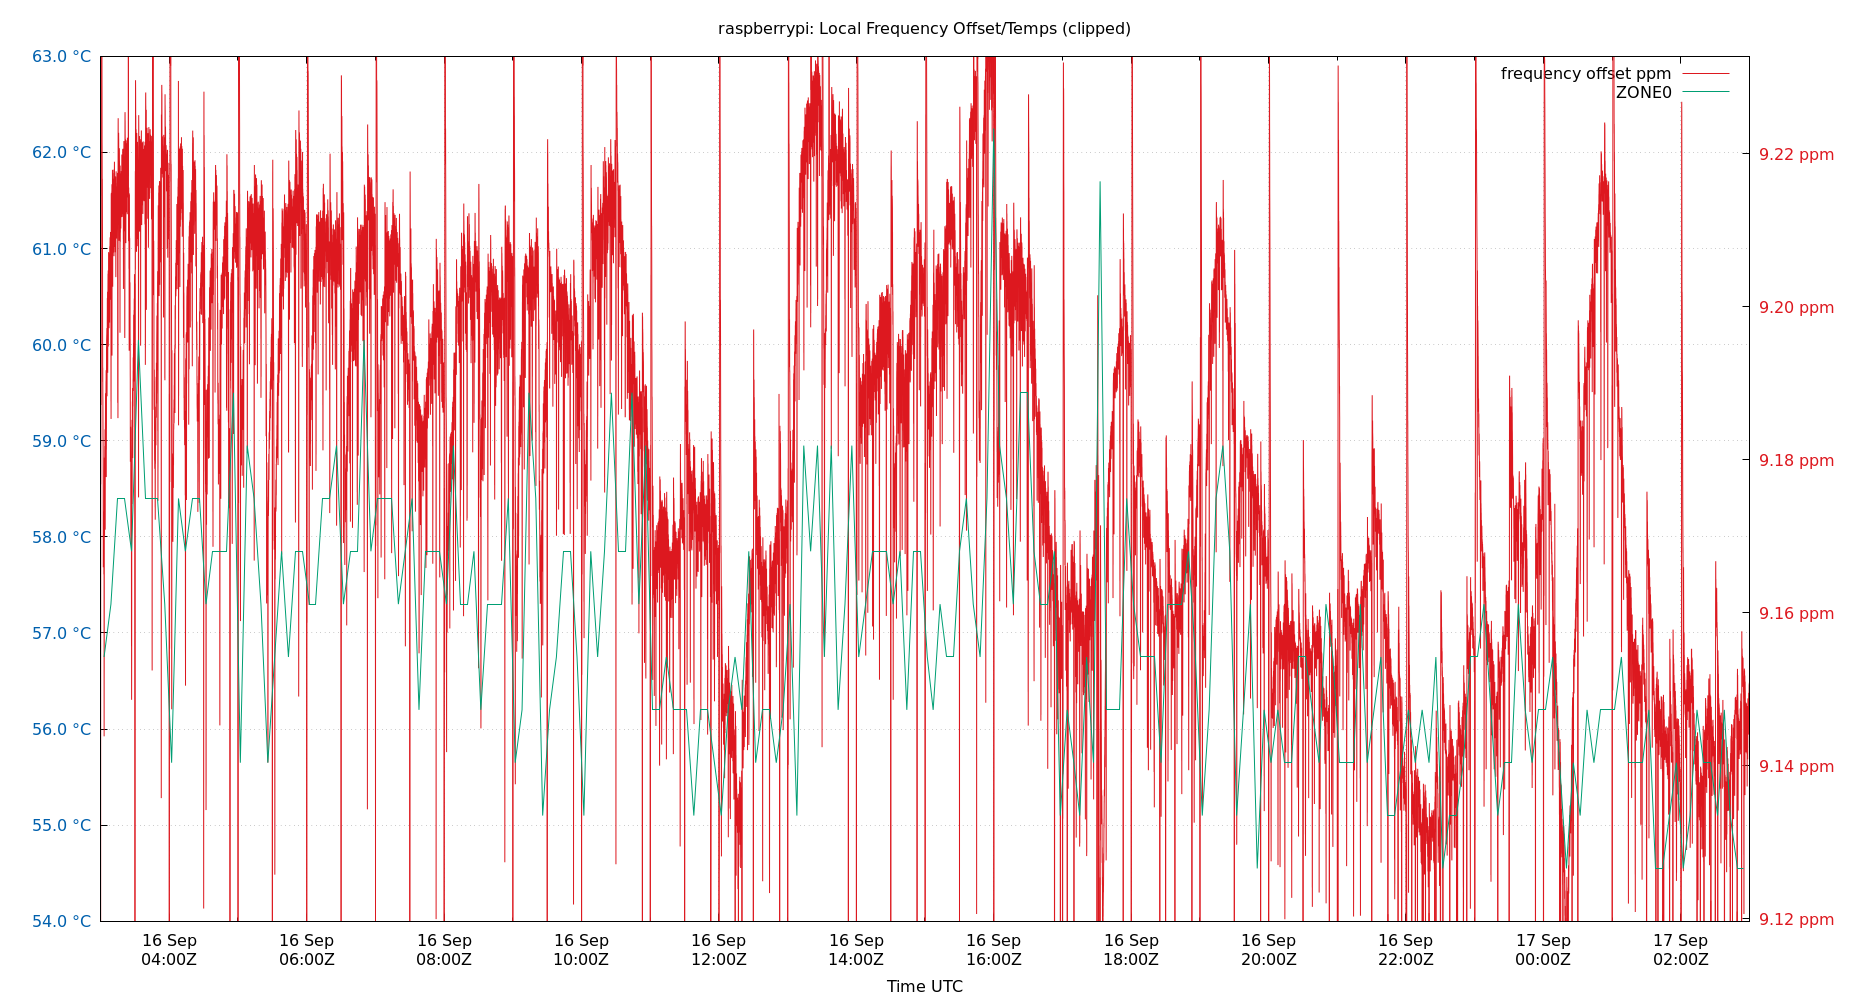 raspberrypi: Local Frequency Offset/Temps (clipped)
63.0 °C
62.0 °C
61.0 °C
60.0 °C
59.0 °C
58.0 °C
57.0 °C
56.0 °C
55.0 °C
54.0 °C
frequency offset ppm
ZONE0
9.22 ppm
9.20 ppm
9.18 ppm
9.16 ppm
9.14 ppm
9.12 ppm
16 Sep 16 Sep 16 Sep 16 Sep 16 Sep 16 Sep 16 Sep 16 Sep 16 Sep 16 Sep 17 Sep 17 Sep
04:00Z 06:00Z 08:00Z 10:00Z 12:00Z 14:00Z 16:00Z 18:00Z 20:00Z 22:00Z 00:00Z 02:00Z
Time UTC